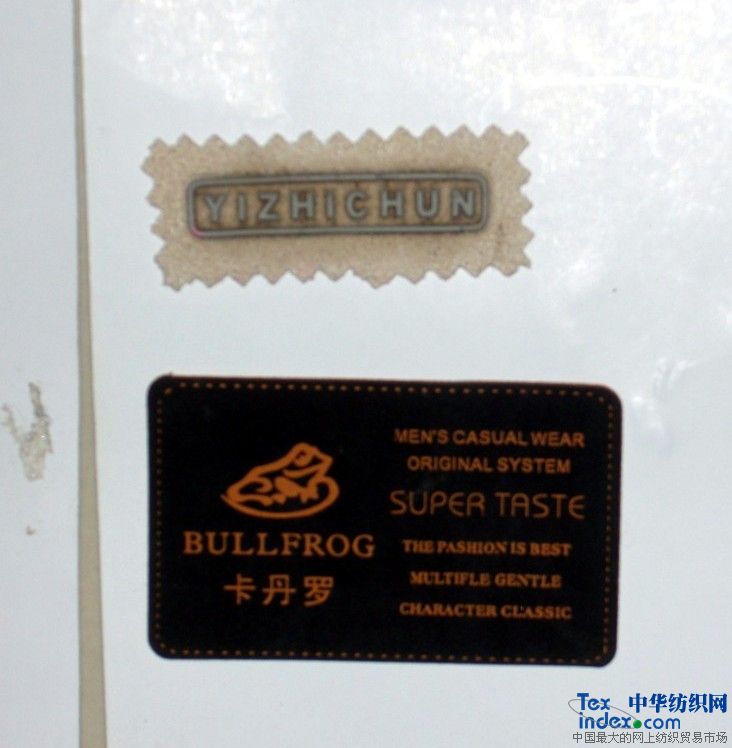 YIZHICHUN
BULLFROG
卡丹罗
MEN'S CASUAL WEAR
ORIGINAL SYSTEM
SUPER TASTE
THE PASHION IS BEST
MULTIFLE GENTLE
CHARACTER CLASSIC
Tex 中华纺织网
index.com
中国最大的网上纺织贸易市场